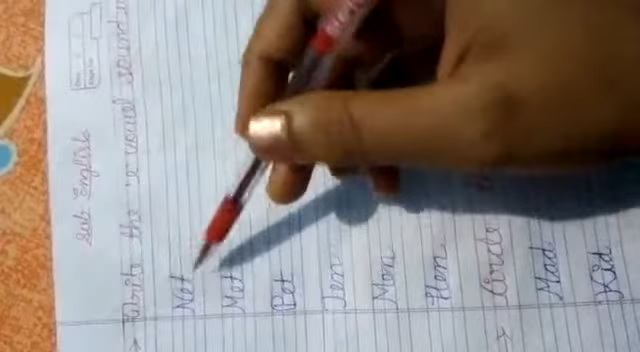 Sub English
Write the 'e' vowel sound
Net
Met
Pet
Ten
Men
Hen
Circle
Mad
Kid